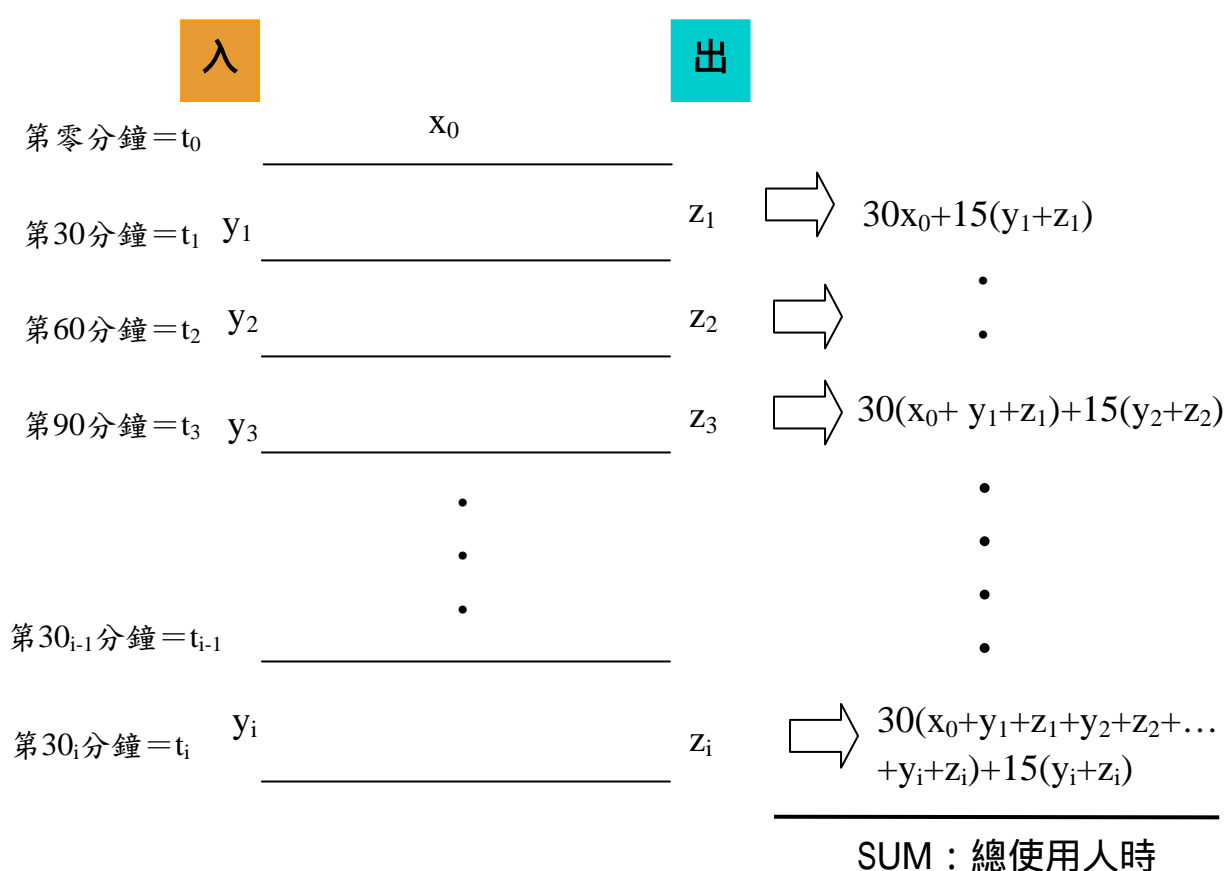 入 出
第零分鐘＝t₀ x₀
第30分鐘＝t₁ y₁ z₁ 30x₀+15(y₁+z₁)
第60分鐘＝t₂ y₂ z₂
第90分鐘＝t₃ y₃ z₃ 30(x₀+ y₁+z₁)+15(y₂+z₂)
第30ᵢ₋₁分鐘＝tᵢ₋₁
第30ᵢ分鐘＝tᵢ yᵢ zᵢ 30(x₀+y₁+z₁+y₂+z₂+…
+yᵢ+zᵢ)+15(yᵢ+zᵢ)
SUM：總使用人時